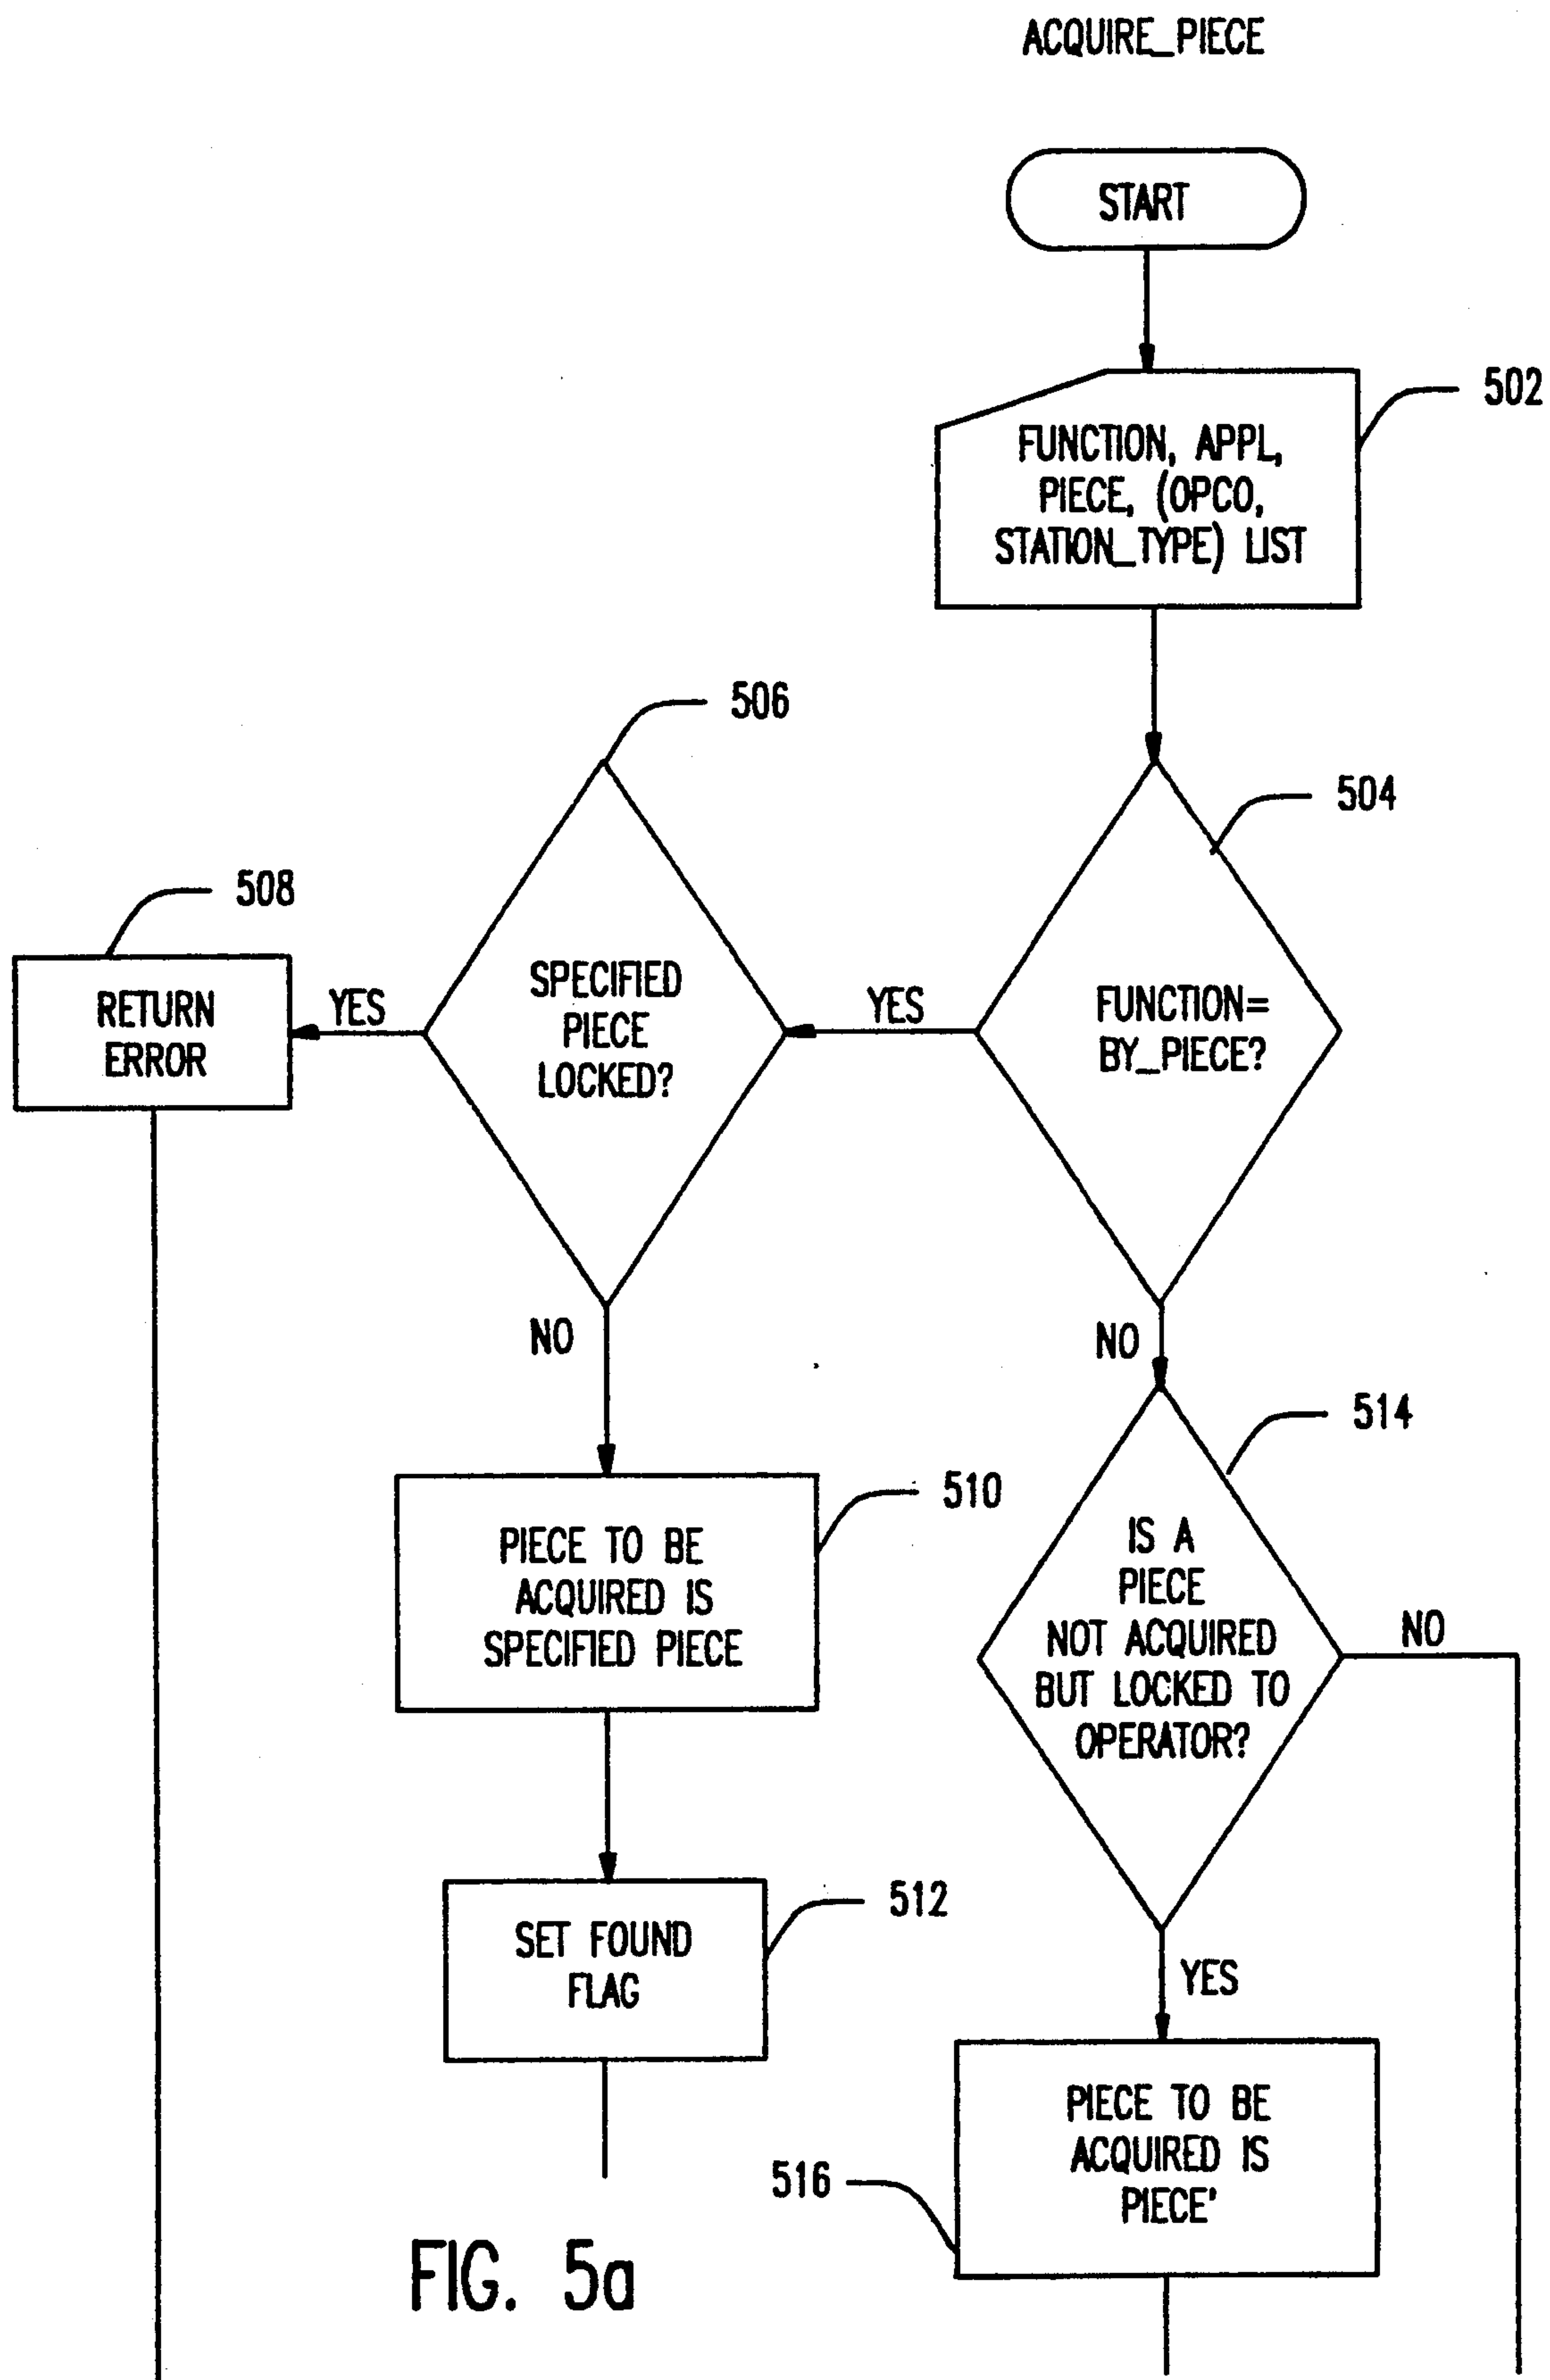 ACQUIRE_PIECE
START
502
FUNCTION, APPL,
PIECE, (OPCO,
STATION_TYPE) LIST
506
504
508
SPECIFIED
PIECE
LOCKED?
FUNCTION=
BY_PIECE?
RETURN
ERROR
YES
YES
NO
NO
514
510
PIECE TO BE
ACQUIRED IS
SPECIFIED PIECE
IS A
PIECE
NOT ACQUIRED
BUT LOCKED TO
OPERATOR?
NO
512
SET FOUND
FLAG
YES
PIECE TO BE
ACQUIRED IS
PIECE'
516
FIG. 5a